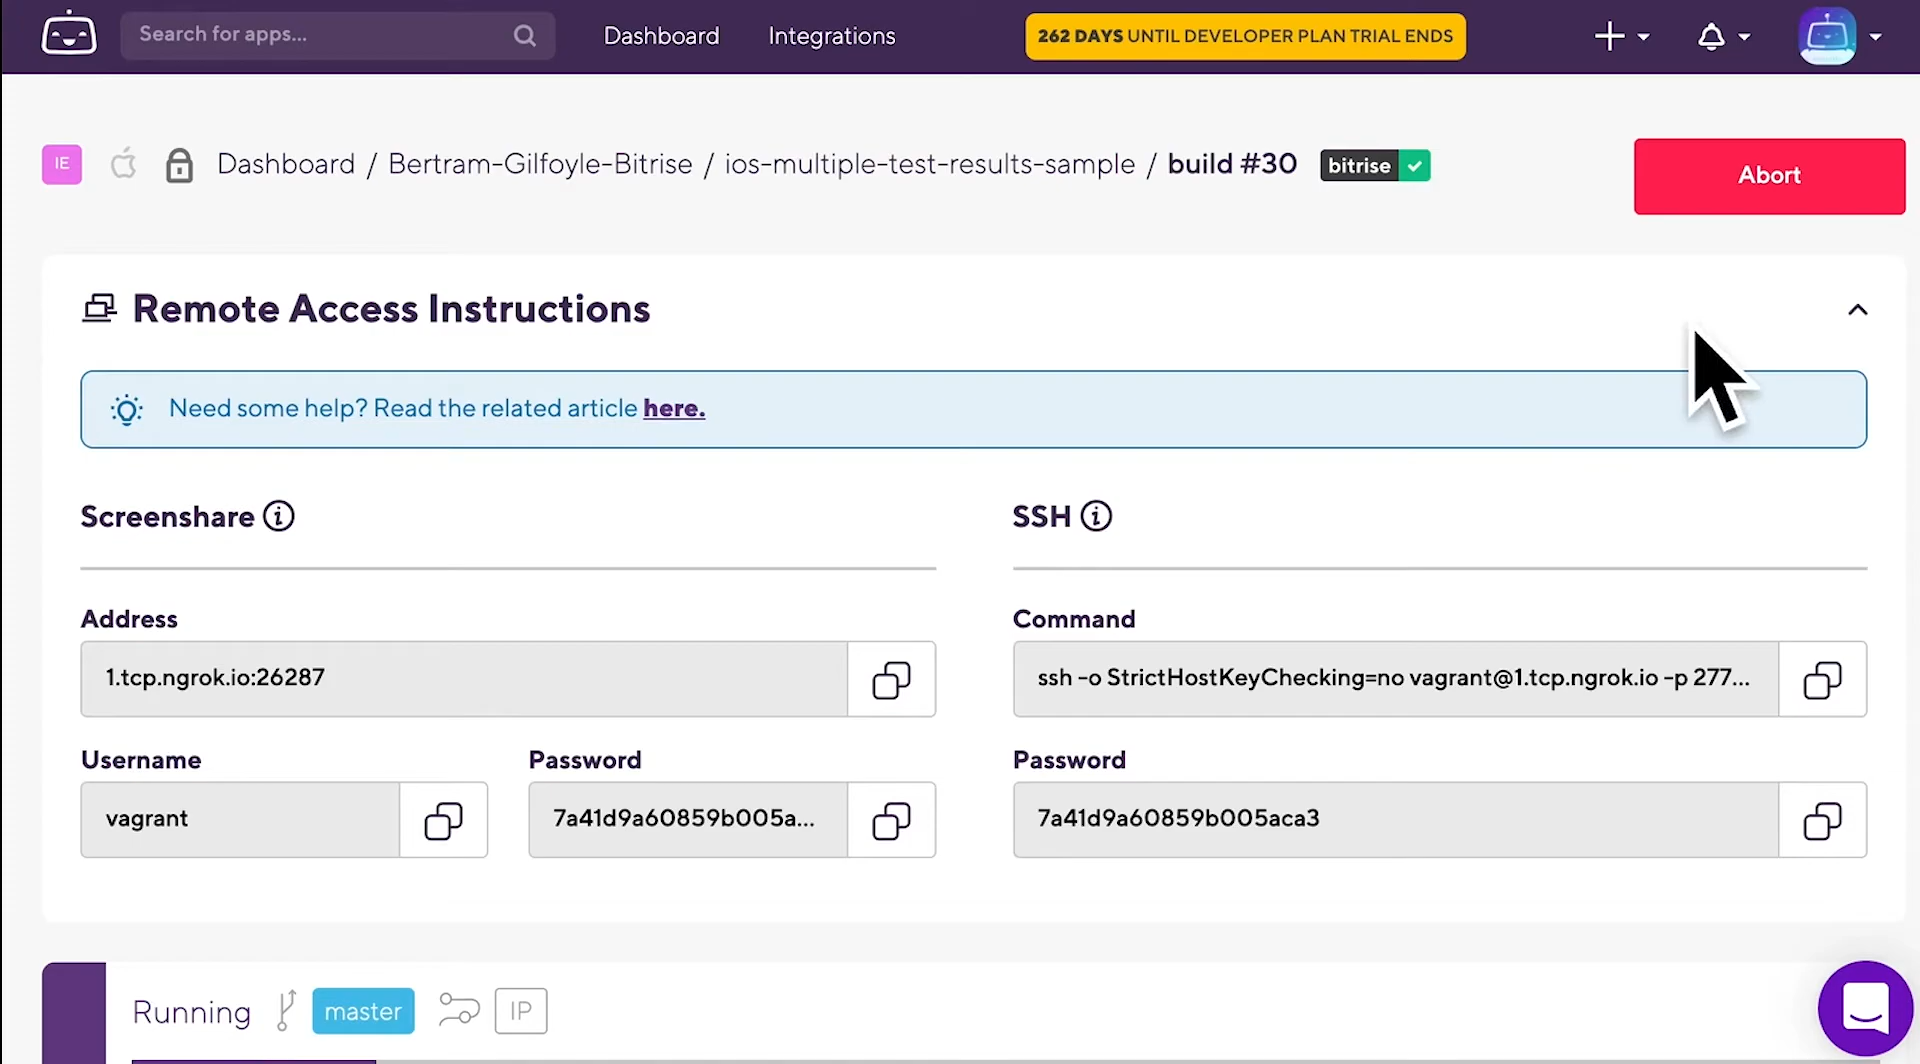 Search for apps...
Dashboard
Integrations
262 DAYS UNTIL DEVELOPER PLAN TRIAL ENDS
IE
Dashboard / Bertram-Gilfoyle-Bitrise / ios-multiple-test-results-sample / build #30
bitrise
Abort
Remote Access Instructions
Need some help? Read the related article here.
Screenshare
SSH
Address
Command
1.tcp.ngrok.io:26287
ssh -o StrictHostKeyChecking=no vagrant@1.tcp.ngrok.io -p 277...
Username
Password
Password
vagrant
7a41d9a60859b005a...
7a41d9a60859b005aca3
Running
master
IP